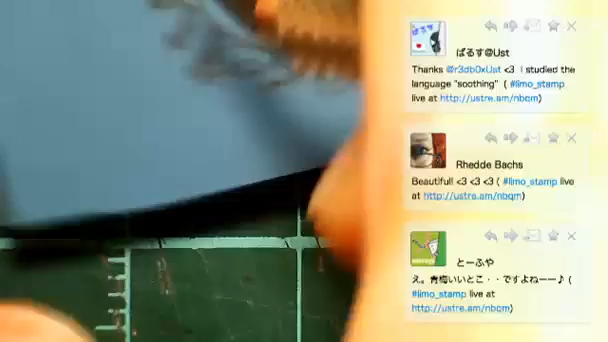 ぱるす@Ust
Thanks @r3db0xUst <3 I studied the
language "soothing" ( #limo_stamp
live at http://ustre.am/nbqm)
Rhedde Bachs
Beautiful! <3 <3 <3 ( #limo_stamp live
at http://ustre.am/nbqm)
とーふや
え。青梅いいとこ・・ですよねーー♪ (
#limo_stamp live at
http://ustre.am/nbqm)